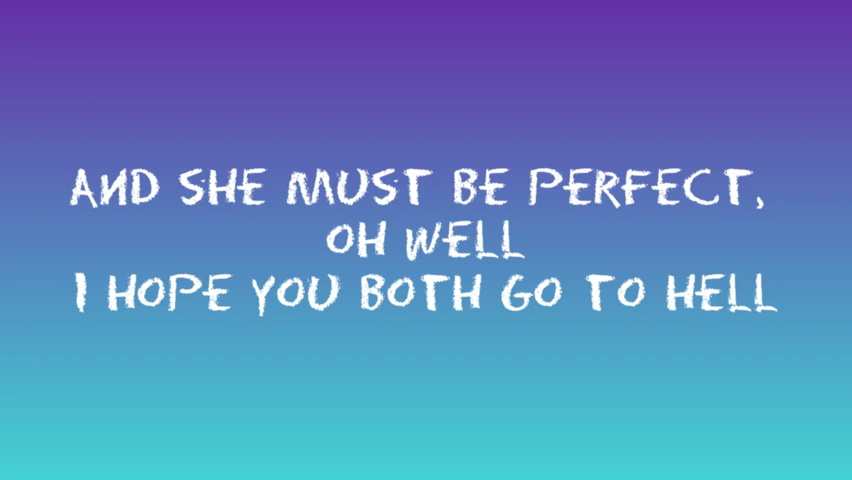 AND SHE MUST BE PERFECT,
OH WELL
I HOPE YOU BOTH GO TO HELL